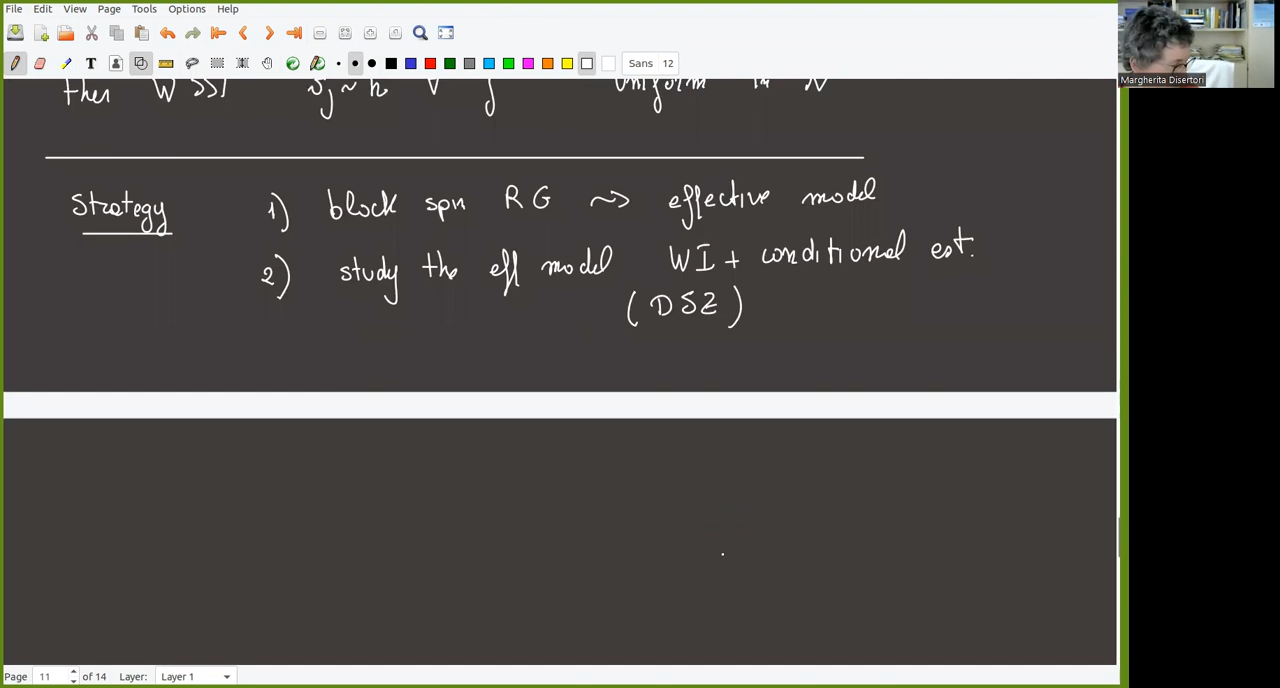 File Edit View Page Tools Options Help
Sans 12
Margherita Disertori
then W >>1 ∀ j uniform in N
Strategy 1) block spin RG ⇝ effective model
2) study the eff model WI + conditional est.
(DSZ)
Page 11 of 14 Layer: Layer 1